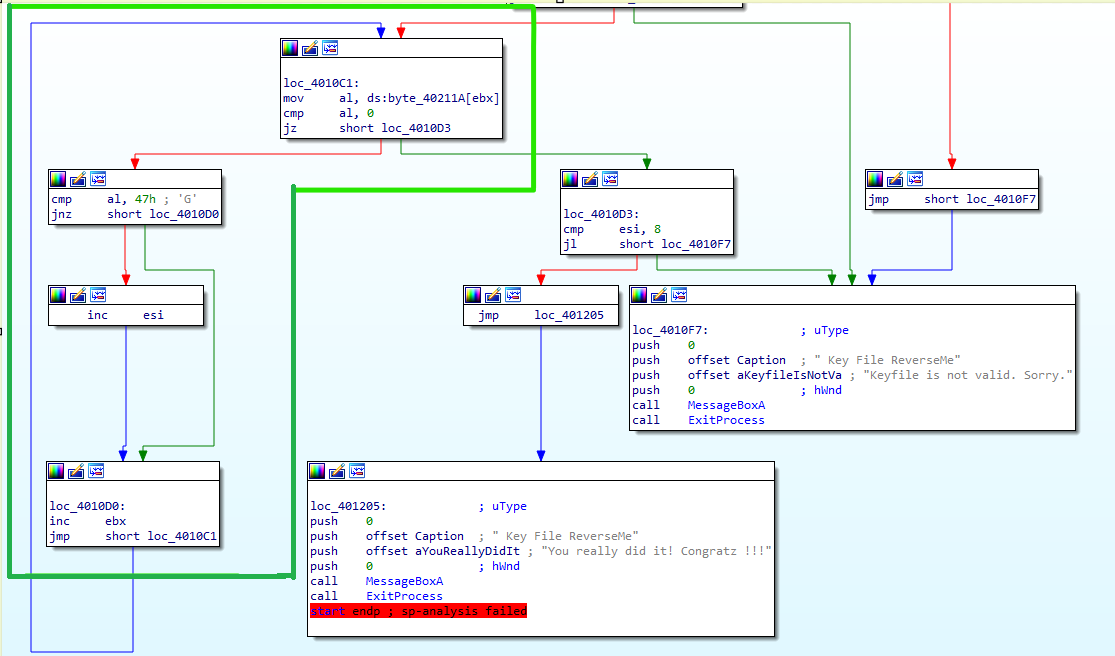 loc_4010C1:
mov al, ds:byte_40211A[ebx]
cmp al, 0
jz short loc_4010D3
cmp al, 47h ; 'G'
jnz short loc_4010D0
loc_4010D3:
cmp esi, 8
jl short loc_4010F7
jmp short loc_4010F7
inc esi
jmp loc_401205
loc_4010F7: ; uType
push 0
push offset Caption ; " Key File ReverseMe"
push offset aKeyfileIsNotVa ; "Keyfile is not valid. Sorry."
push 0 ; hWnd
call MessageBoxA
call ExitProcess
loc_4010D0:
inc ebx
jmp short loc_4010C1
loc_401205: ; uType
push 0
push offset Caption ; " Key File ReverseMe"
push offset aYouReallyDidIt ; "You really did it! Congratz !!!"
push 0 ; hWnd
call MessageBoxA
call ExitProcess
start endp ; sp-analysis failed